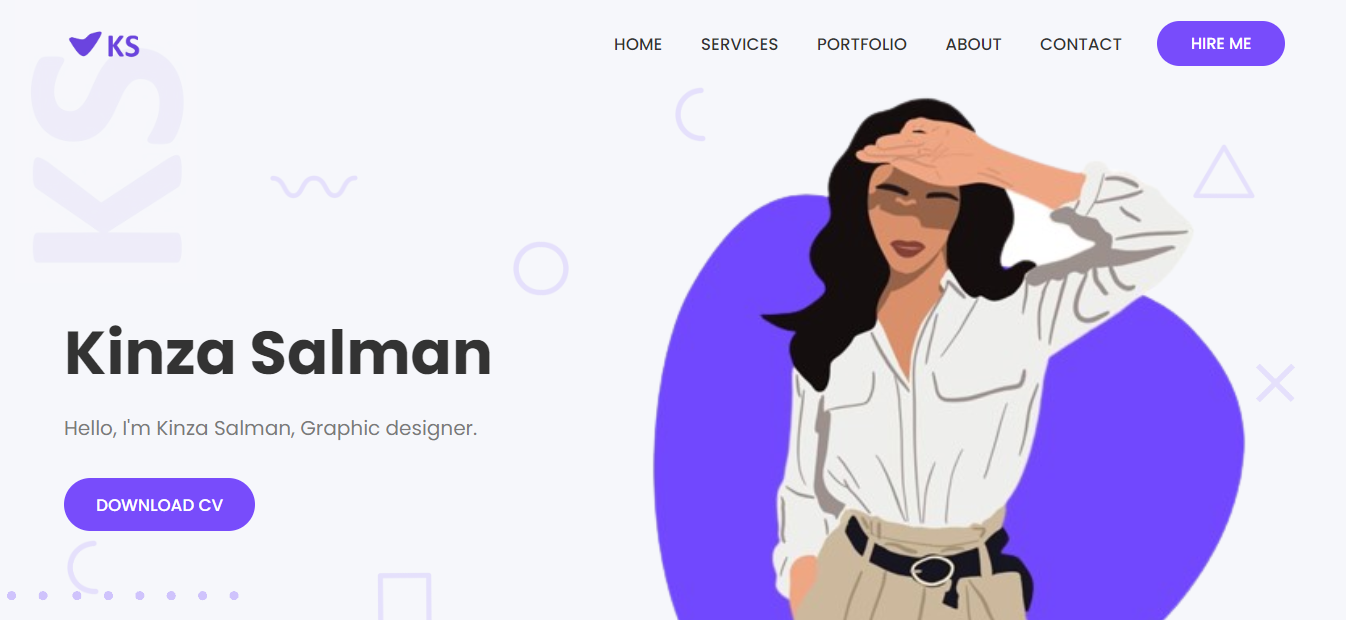 KS
HOME SERVICES PORTFOLIO ABOUT CONTACT HIRE ME
KS
Kinza Salman
Hello, I'm Kinza Salman, Graphic designer.
DOWNLOAD CV